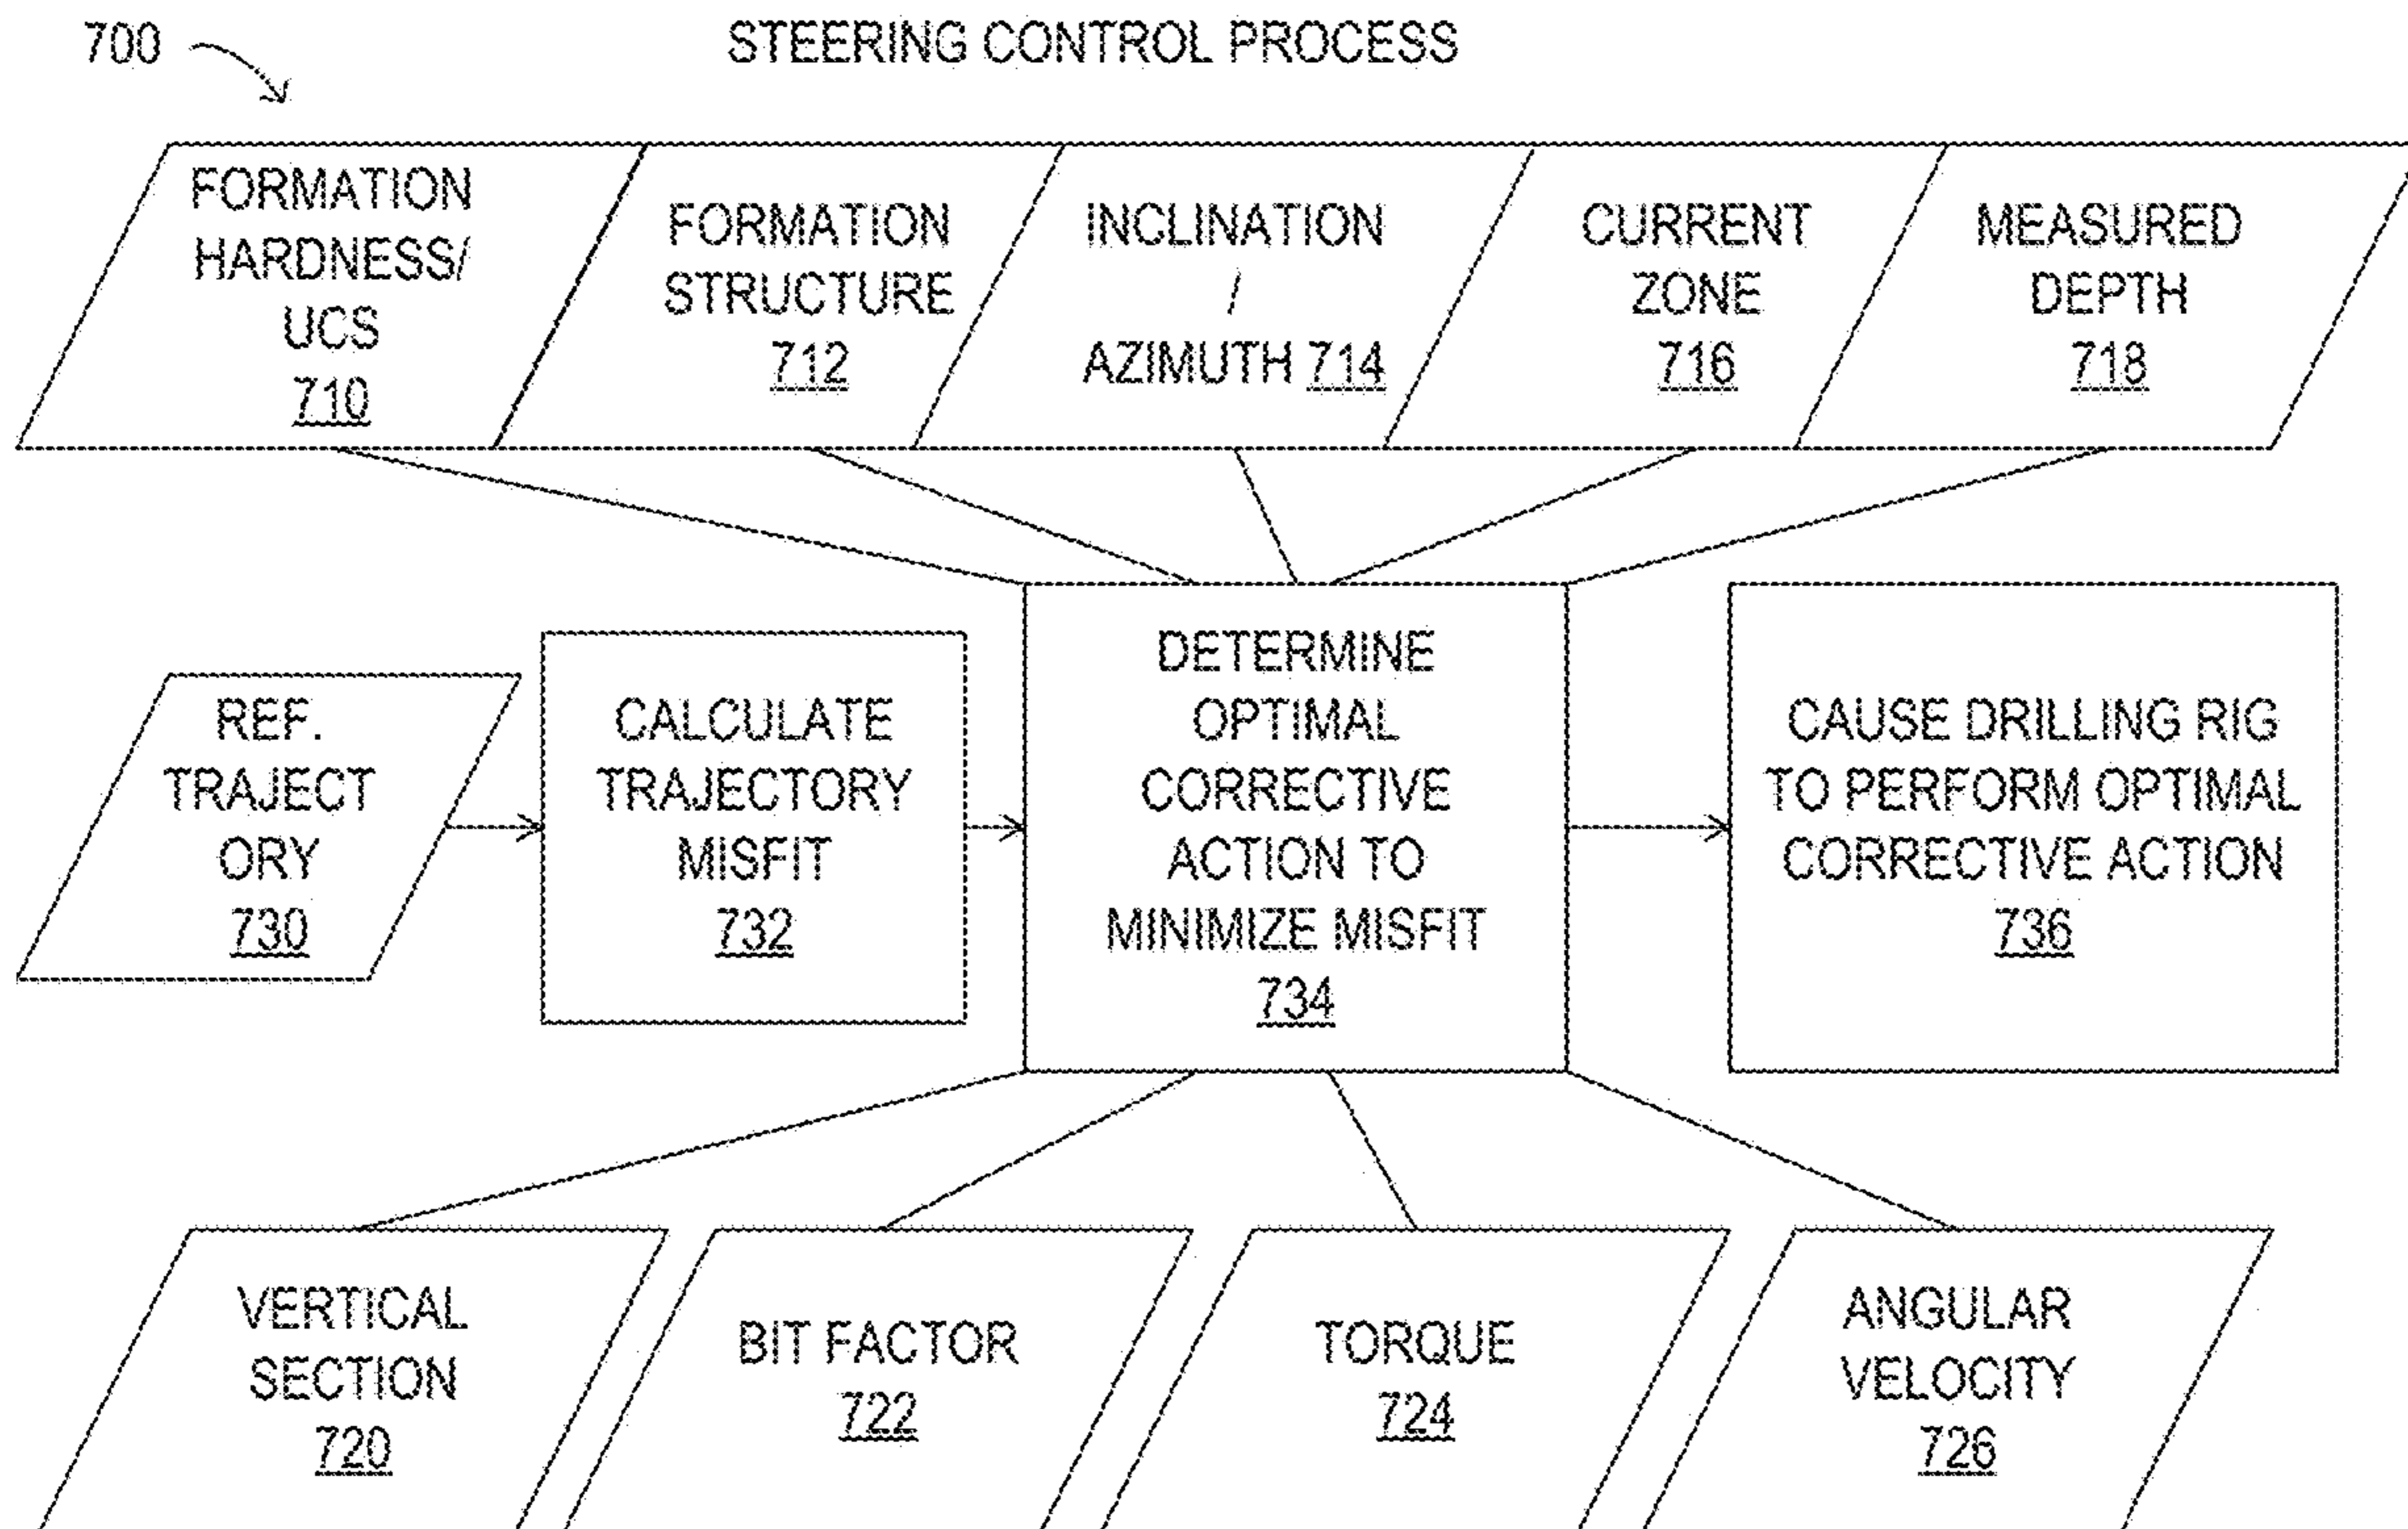 700
STEERING CONTROL PROCESS
FORMATION
HARDNESS/
UCS
710
FORMATION
STRUCTURE
712
INCLINATION
/
AZIMUTH 714
CURRENT
ZONE
716
MEASURED
DEPTH
718
REF.
TRAJECT
ORY
730
CALCULATE
TRAJECTORY
MISFIT
732
DETERMINE
OPTIMAL
CORRECTIVE
ACTION TO
MINIMIZE MISFIT
734
CAUSE DRILLING RIG
TO PERFORM OPTIMAL
CORRECTIVE ACTION
736
VERTICAL
SECTION
720
BIT FACTOR
722
TORQUE
724
ANGULAR
VELOCITY
726